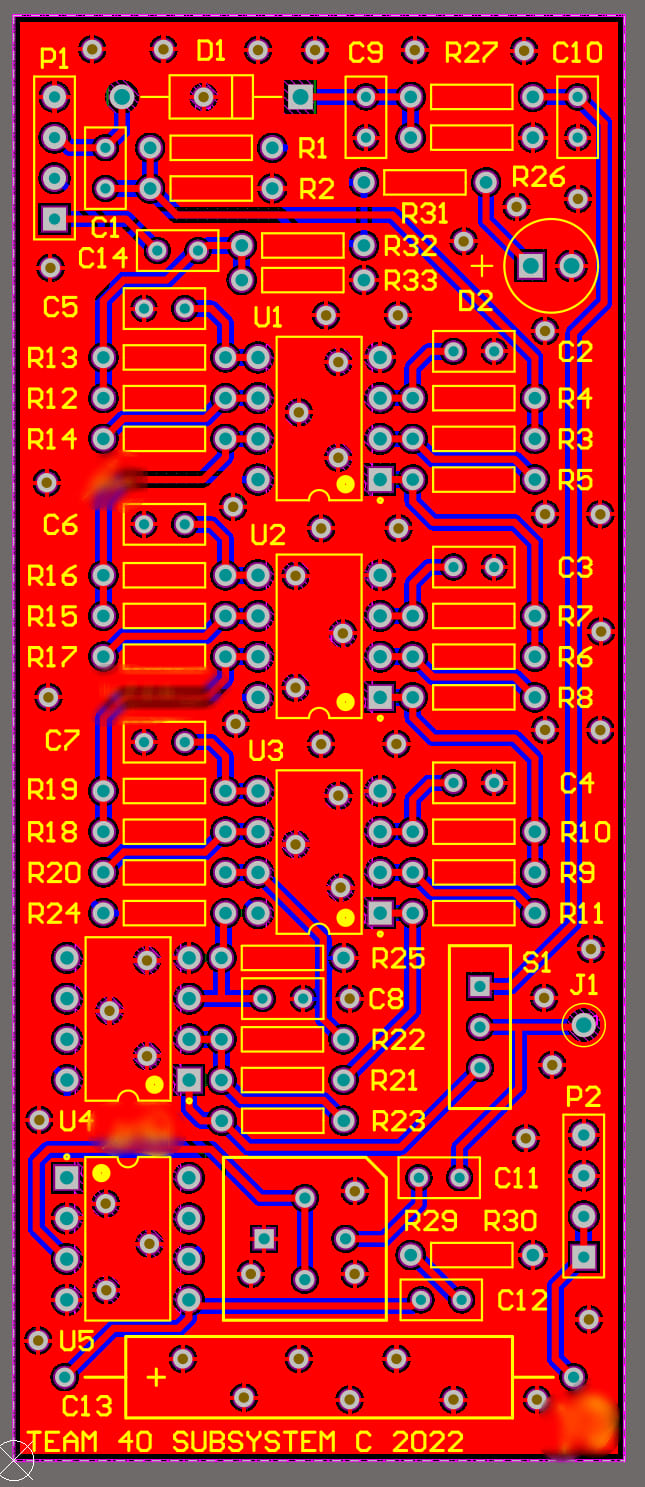 P1 D1 C9 R27 C10
R1
R2 R26
C1 R31
C14 R32
R33 D2
C5 U1
R13 C2
R12 R4
R14 R3
R5
C6 U2
R16 C3
R15 R7
R17 R6
R8
C7 U3
R19 C4
R18 R10
R20 R9
R24 R11
R25 S1
C8 J1
R22
R21
U4 R23 P2
C11
R29 R30
C12
U5
C13
TEAM 40 SUBSYSTEM C 2022